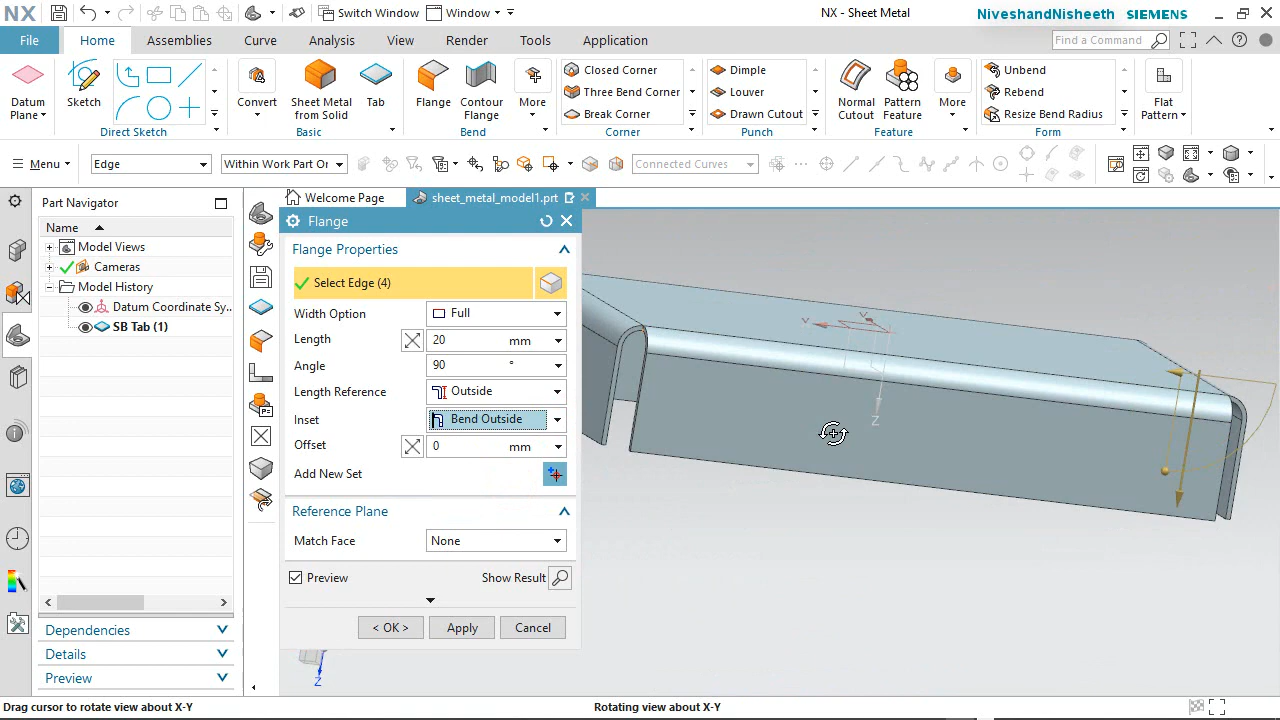 NX
Switch Window
Window
NX - Sheet Metal
NiveshandNisheeth
SIEMENS
File
Home
Assemblies
Curve
Analysis
View
Render
Tools
Application
Find a Command
Datum Plane
Sketch
Direct Sketch
Convert
Sheet Metal from Solid
Tab
Basic
Flange
Contour Flange
More
Bend
Closed Corner
Three Bend Corner
Break Corner
Corner
Dimple
Louver
Drawn Cutout
Punch
Normal Cutout
Pattern Feature
More
Feature
Unbend
Rebend
Resize Bend Radius
Form
Flat Pattern
Menu
Edge
Within Work Part On
Connected Curves
Part Navigator
Name
Model Views
Cameras
Model History
Datum Coordinate Sy...
SB Tab (1)
Dependencies
Details
Preview
Welcome Page
sheet_metal_model1.prt
Flange
Flange Properties
Select Edge (4)
Width Option
Full
Length
20 mm
Angle
90 °
Length Reference
Outside
Inset
Bend Outside
Offset
0 mm
Add New Set
Reference Plane
Match Face
None
Preview
Show Result
< OK >
Apply
Cancel
Y
Z
Z
Drag cursor to rotate view about X-Y
Rotating view about X-Y